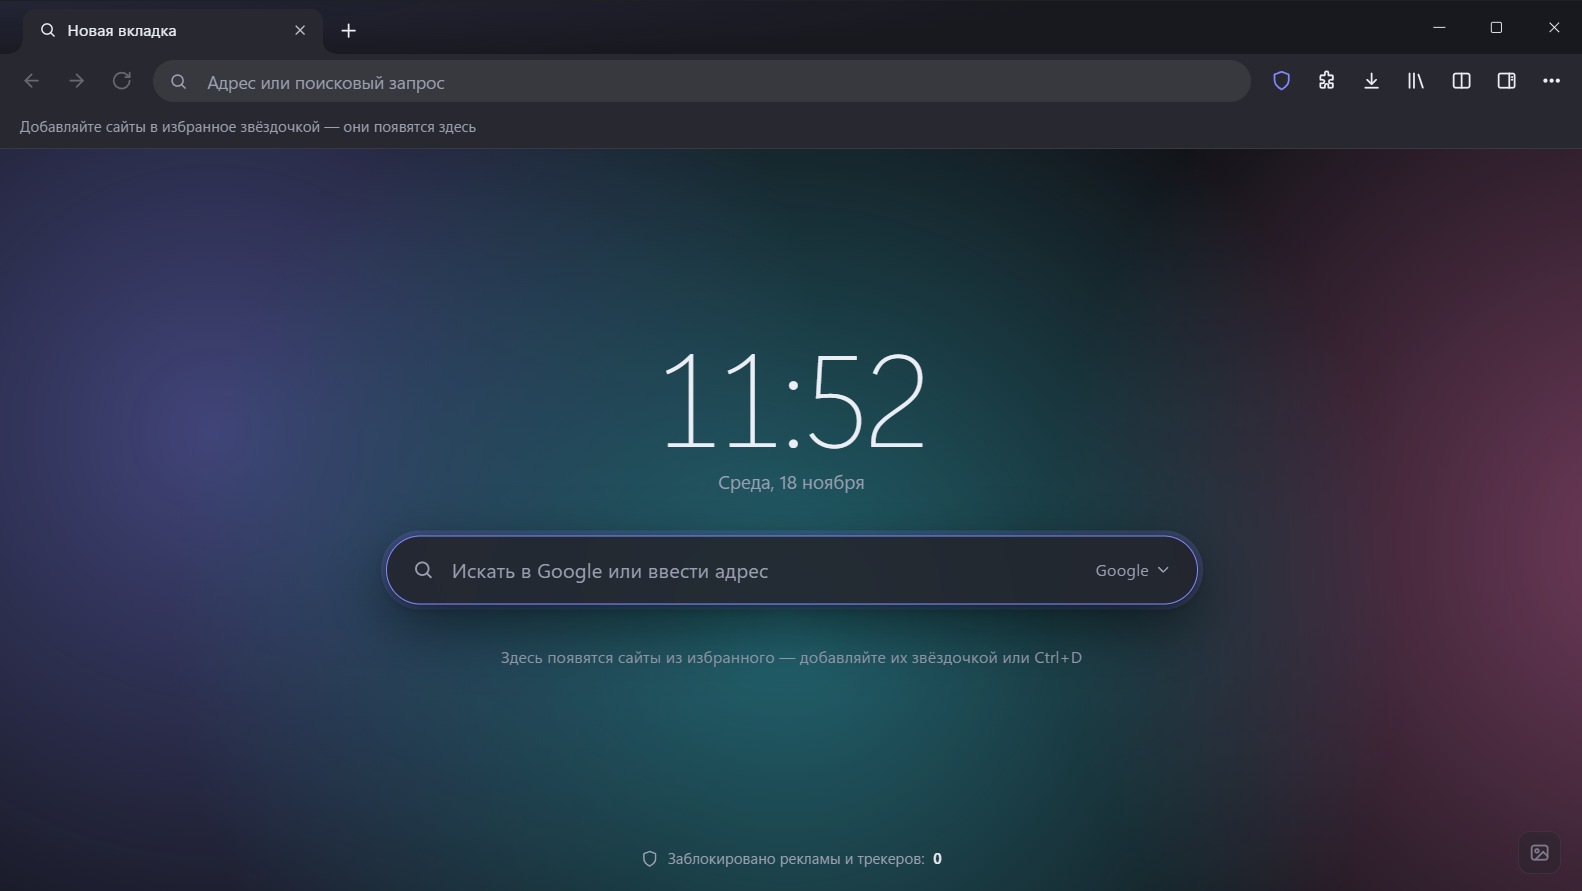 Новая вкладка
Адрес или поисковый запрос
Добавляйте сайты в избранное звёздочкой — они появятся здесь
11:52
Среда, 18 ноября
Искать в Google или ввести адрес
Google
Здесь появятся сайты из избранного — добавляйте их звёздочкой или Ctrl+D
Заблокировано рекламы и трекеров: 0